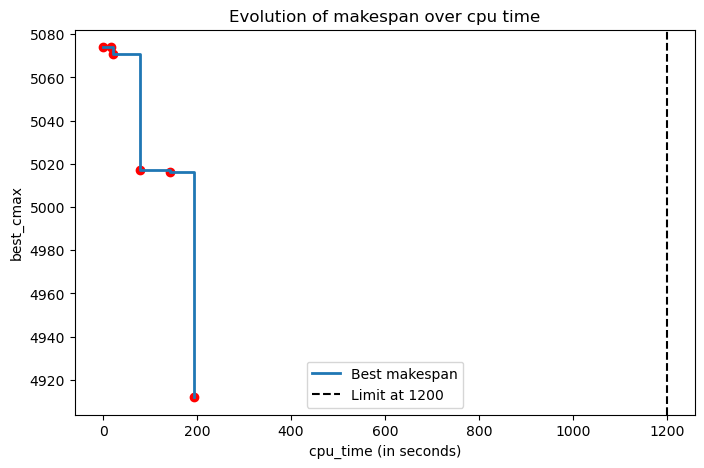 Evolution of makespan over cpu time
5080
5060
5040
5020
5000
4980
4960
4940
4920
best_cmax
Best makespan
Limit at 1200
0 200 400 600 800 1000 1200
cpu_time (in seconds)